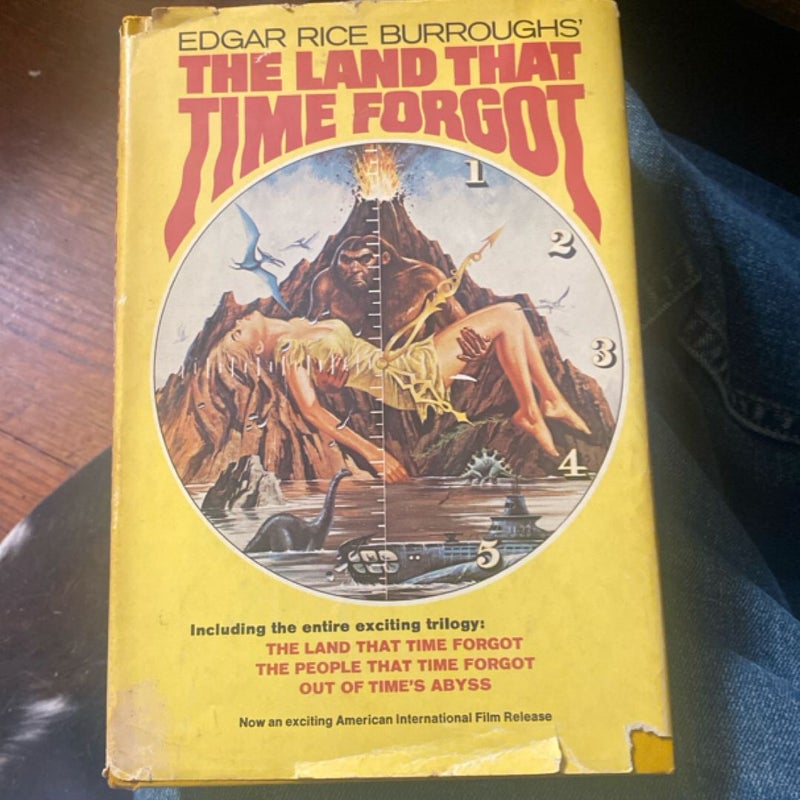 EDGAR RICE BURROUGHS'
THE LAND THAT
TIME FORGOT
1
2
3
4
5
Including the entire exciting trilogy:
THE LAND THAT TIME FORGOT
THE PEOPLE THAT TIME FORGOT
OUT OF TIME'S ABYSS
Now an exciting American International Film Release